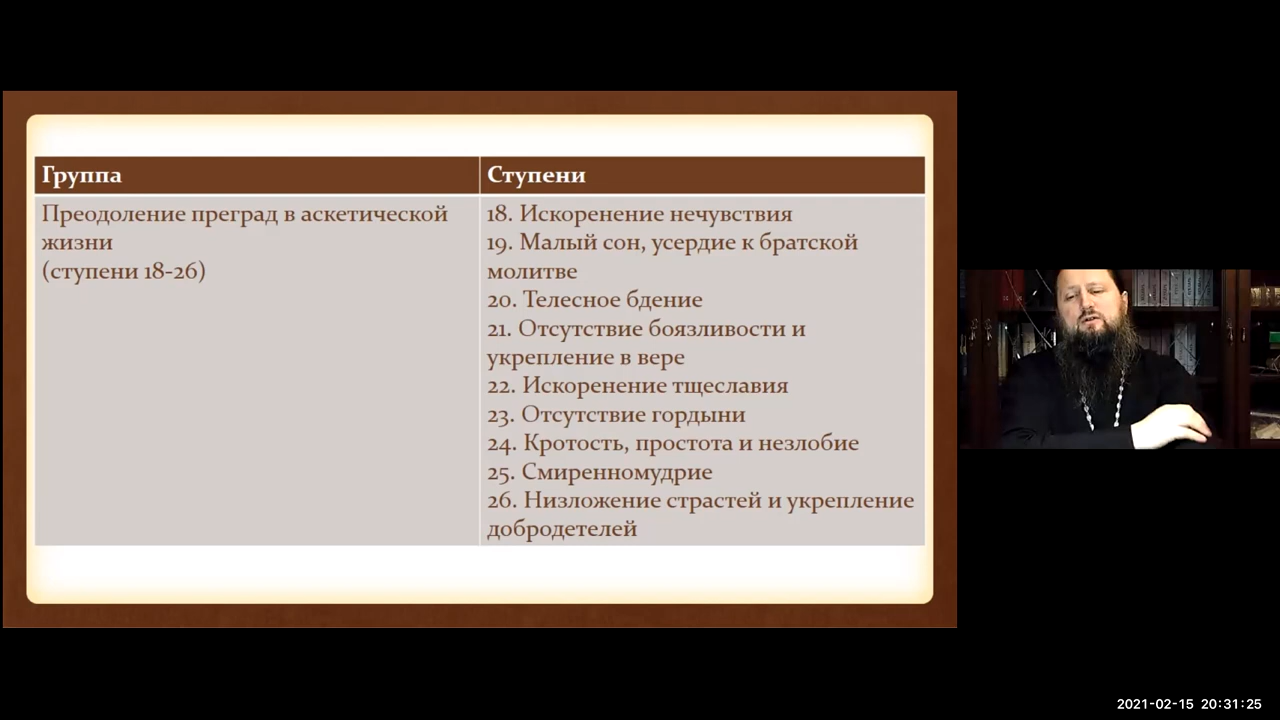 Группа
Ступени
Преодоление преград в аскетической
жизни
(ступени 18-26)
18. Искоренение нечувствия
19. Малый сон, усердие к братской
молитве
20. Телесное бдение
21. Отсутствие боязливости и
укрепление в вере
22. Искоренение тщеславия
23. Отсутствие гордыни
24. Кротость, простота и незлобие
25. Смиренномудрие
26. Низложение страстей и укрепление
добродетелей
2021-02-15 20:31:25